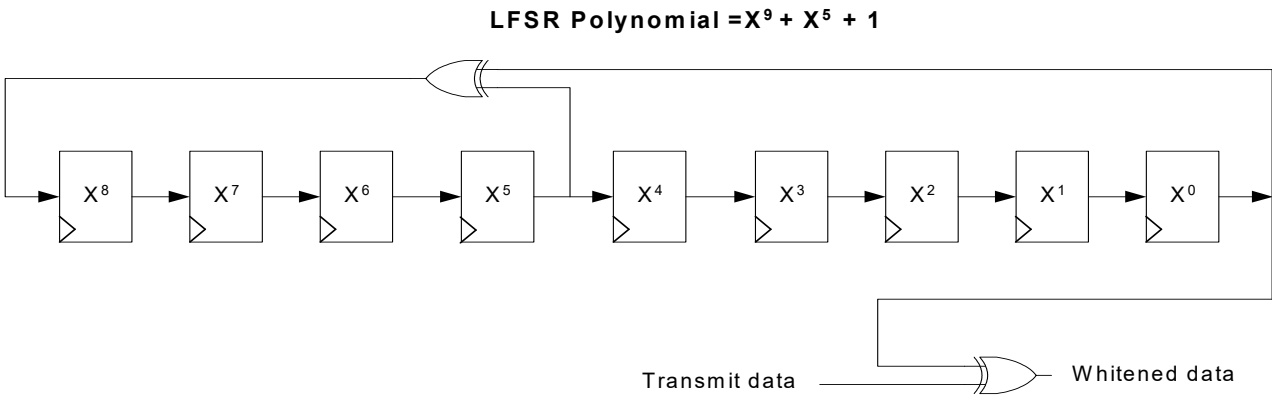 LFSR Polynomial =X⁹ + X⁵ + 1
X⁸ X⁷ X⁶ X⁵ X⁴ X³ X² X¹ X⁰
Transmit data
Whitened data